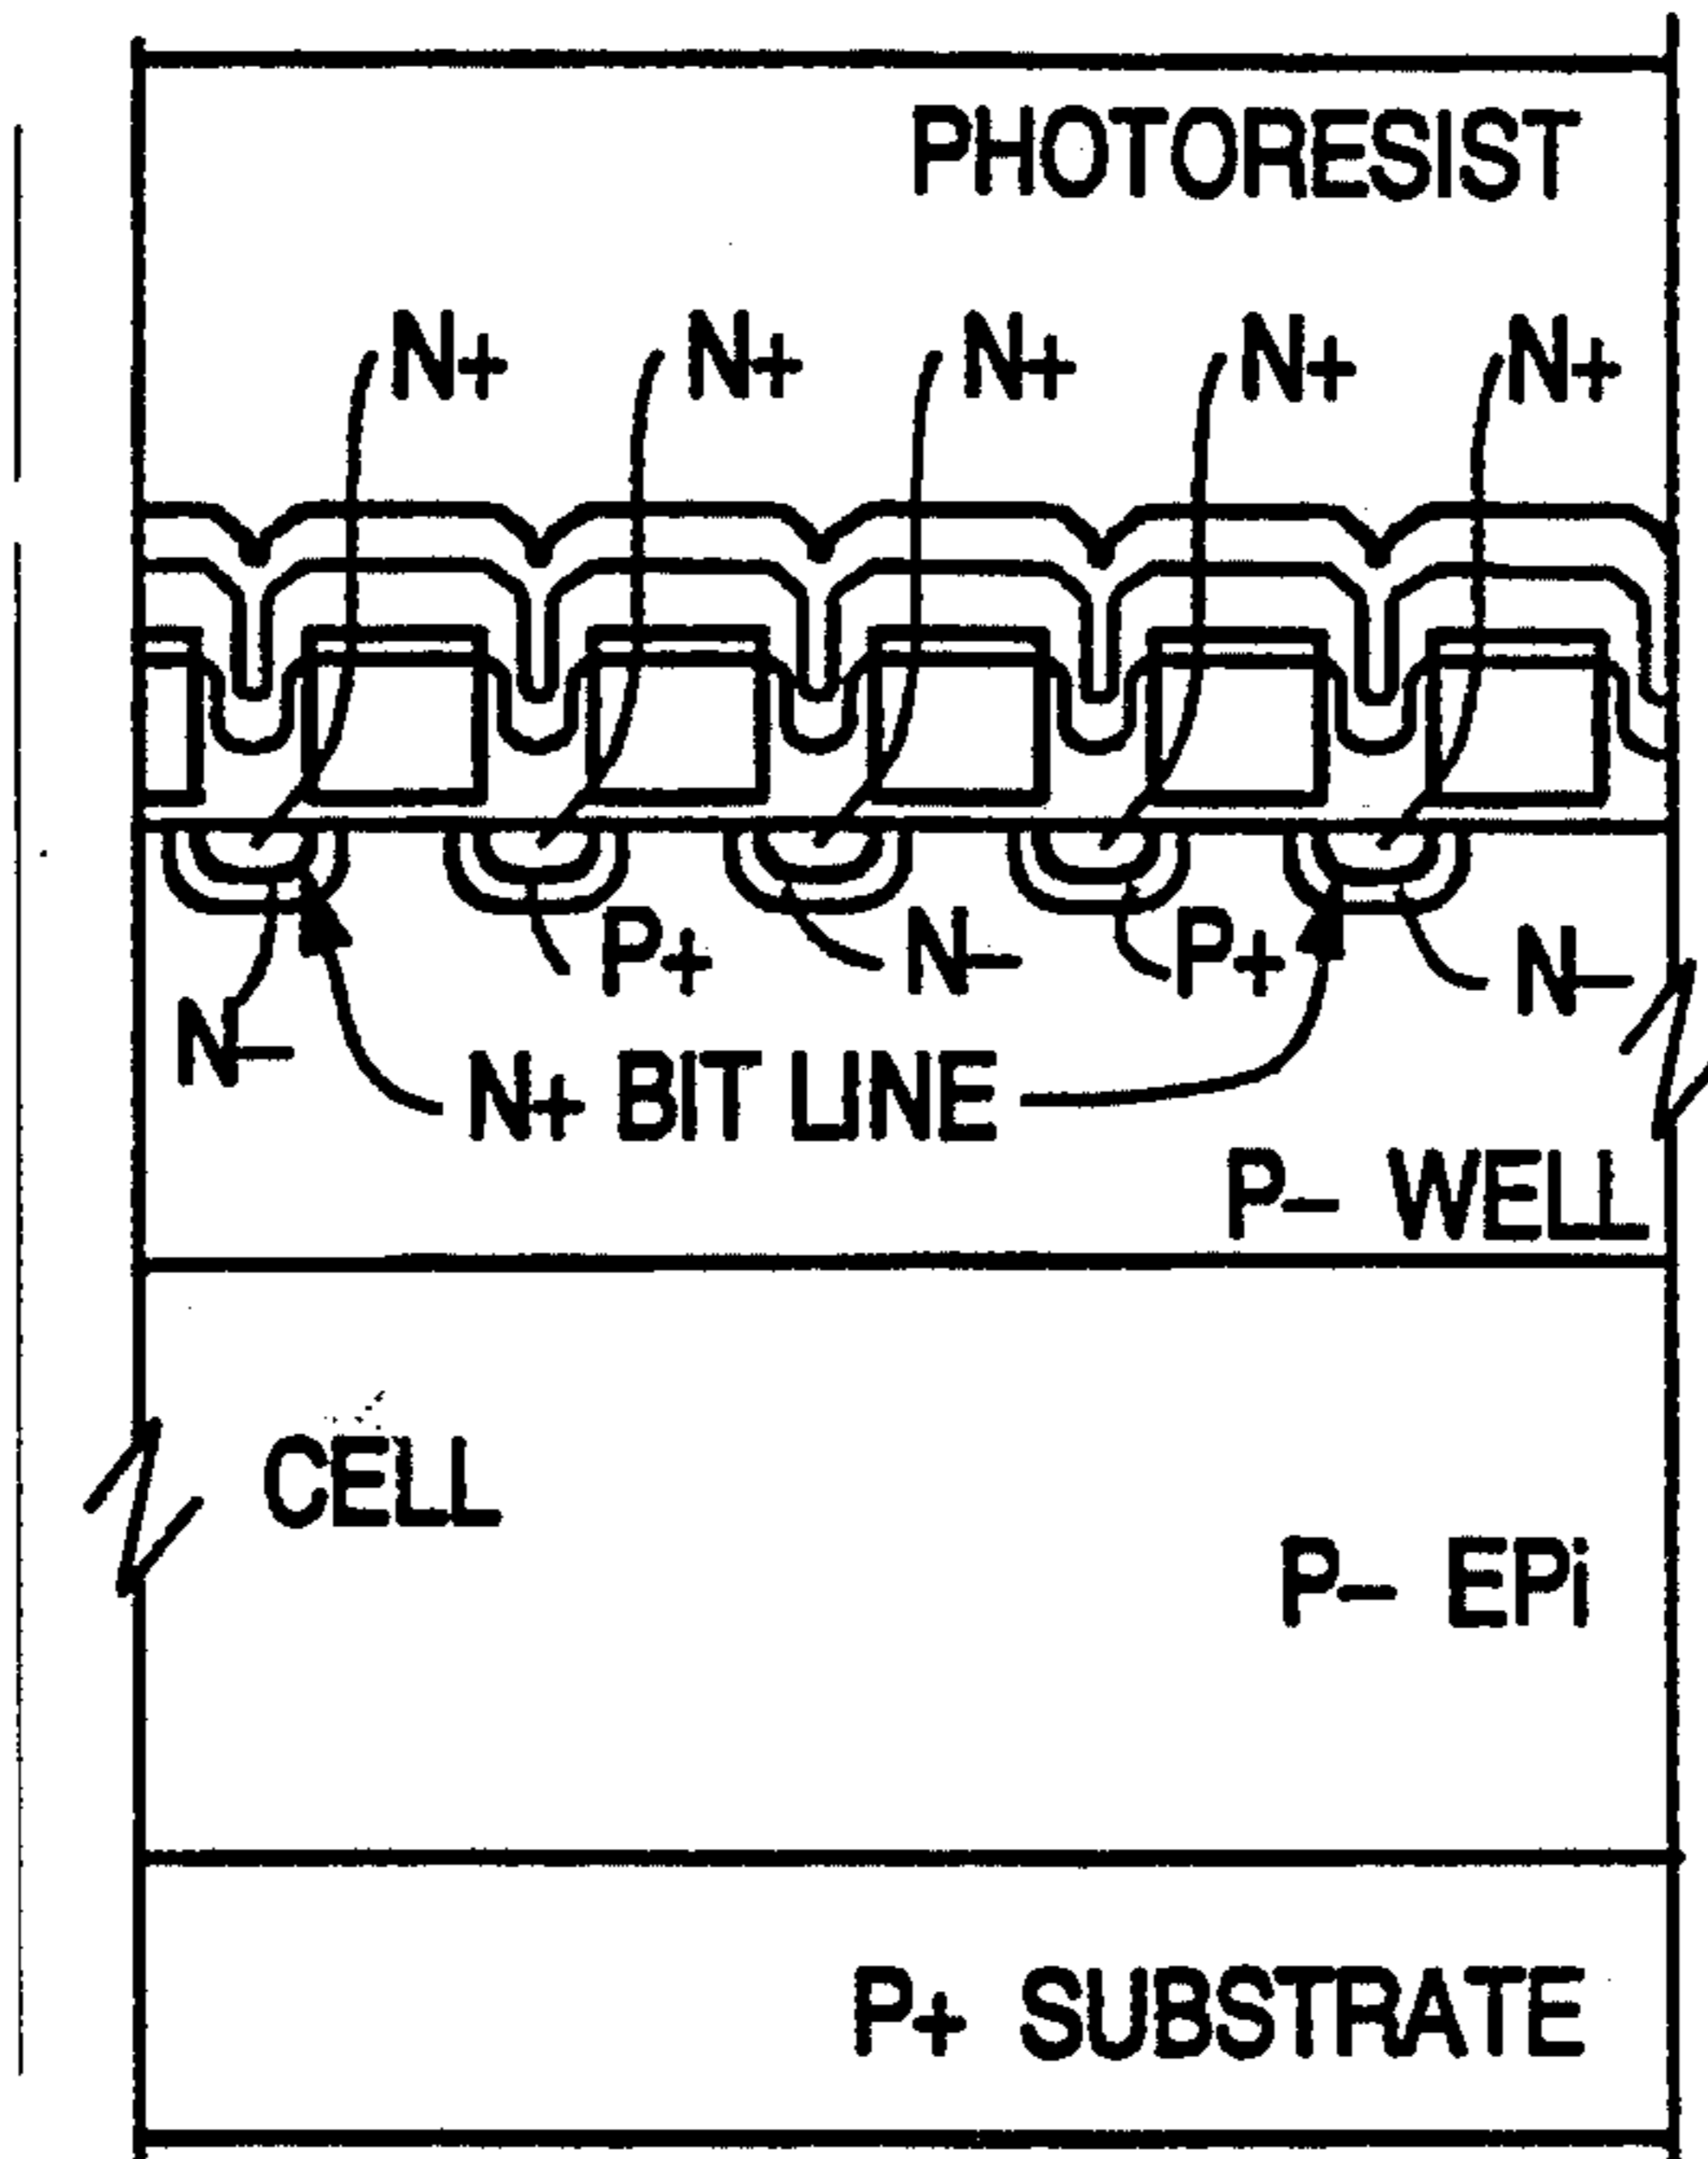 PHOTORESIST
N+ N+ N+ N+ N+
P+ N- P+ N-
N-
N+ BIT LINE
P- WELL
CELL
P- EPi
P+ SUBSTRATE